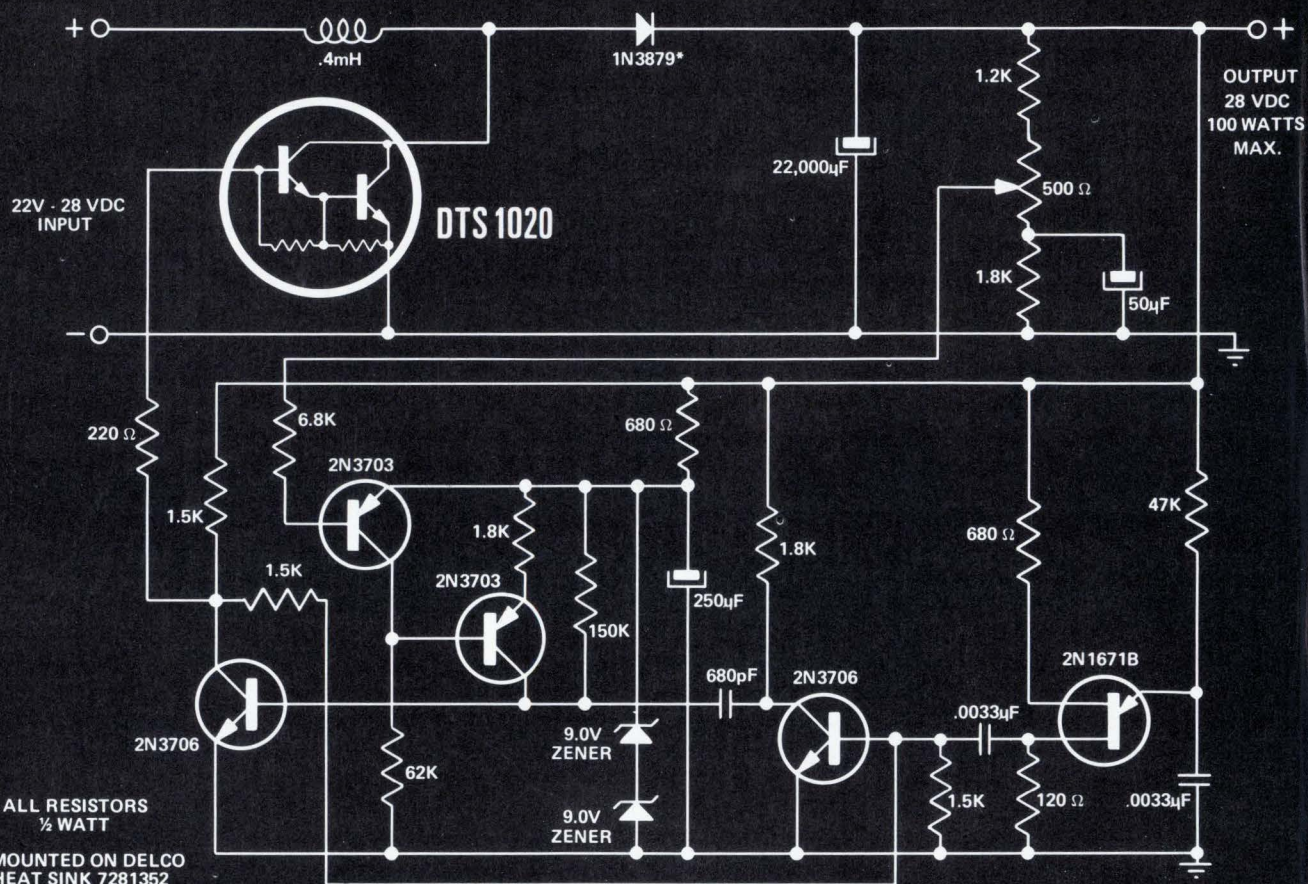 +
.4mH
1N3879*
+
OUTPUT
28 VDC
100 WATTS
MAX.
1.2K
22,000µF
500 Ω
22V - 28 VDC
INPUT
DTS 1020
1.8K
50µF
−
220 Ω
6.8K
680 Ω
2N3703
1.5K
1.8K
1.8K
680 Ω
47K
1.5K
2N3703
250µF
150K
2N1671B
680pF
2N3706
.0033µF
2N3706
9.0V
ZENER
62K
9.0V
ZENER
1.5K
120 Ω
.0033µF
ALL RESISTORS
½ WATT
MOUNTED ON DELCO
HEAT SINK 7281352